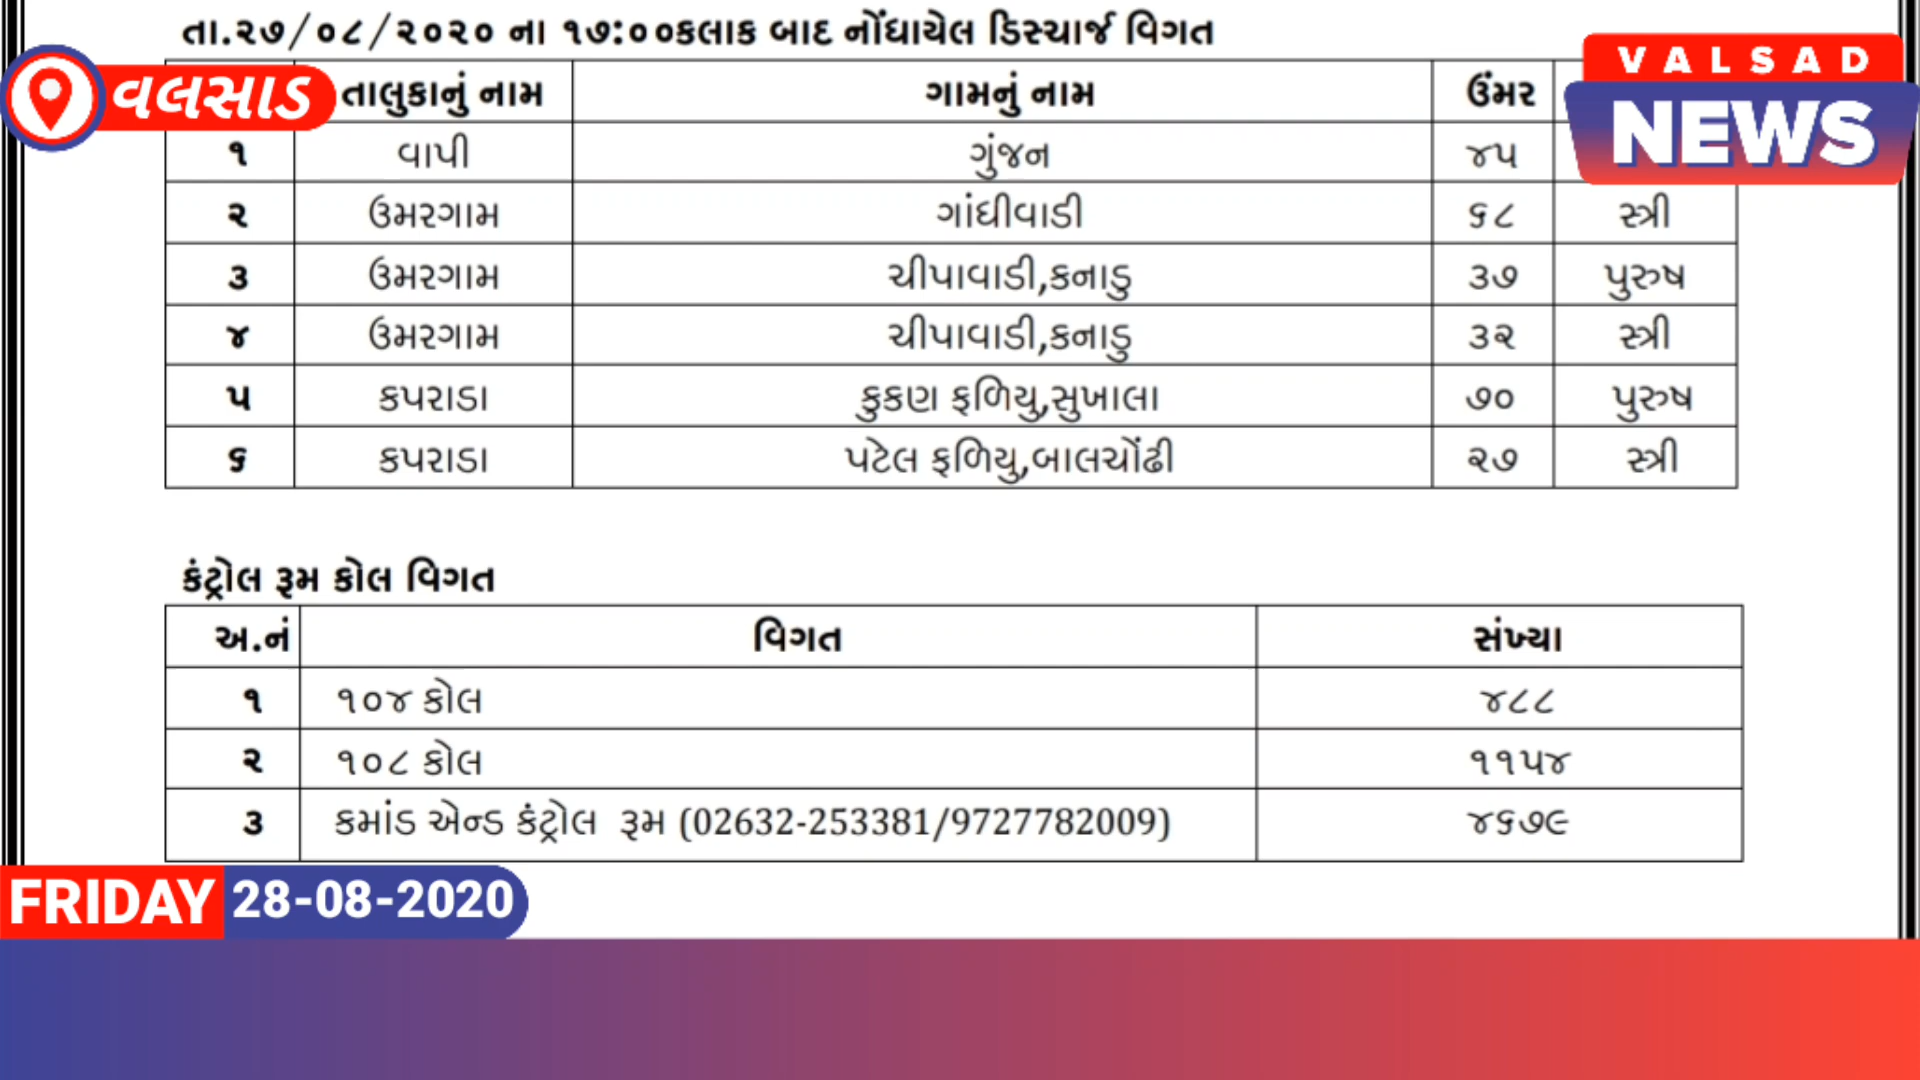 તા.૨૭/૦૮/૨૦૨૦ ના ૧૭:૦૦કલાક બાદ નોંધાયેલ ડિસ્ચાર્જ વિગત
વલસાડ
VALSAD
NEWS
તાલુકાનું નામ ગામનું નામ ઉંમર
૧ વાપી ગુંજન ૪૫
૨ ઉમરગામ ગાંધીવાડી ૬૮ સ્ત્રી
૩ ઉમરગામ ચીપાવાડી,કનાડુ ૩૭ પુરુષ
૪ ઉમરગામ ચીપાવાડી,કનાડુ ૩૨ સ્ત્રી
૫ કપરાડા કુકણ ફળિયુ,સુખાલા ૭૦ પુરુષ
૬ કપરાડા પટેલ ફળિયુ,બાલચોંઢી ૨૭ સ્ત્રી
કંટ્રોલ રૂમ કોલ વિગત
અ.નં વિગત સંખ્યા
૧ ૧૦૪ કોલ ૪૮૮
૨ ૧૦૮ કોલ ૧૧૫૪
૩ કમાંડ એન્ડ કંટ્રોલ રૂમ (02632-253381/9727782009) ૪૬૭૯
FRIDAY 28-08-2020